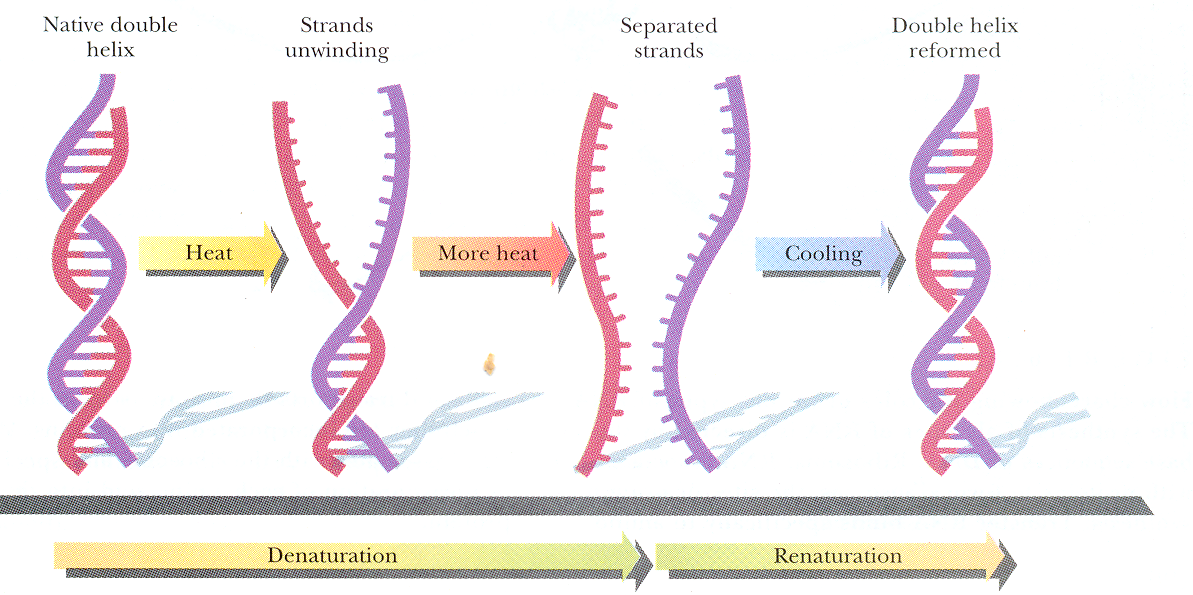 Native double
helix
Strands
unwinding
Separated
strands
Double helix
reformed
Heat
More heat
Cooling
Denaturation
Renaturation